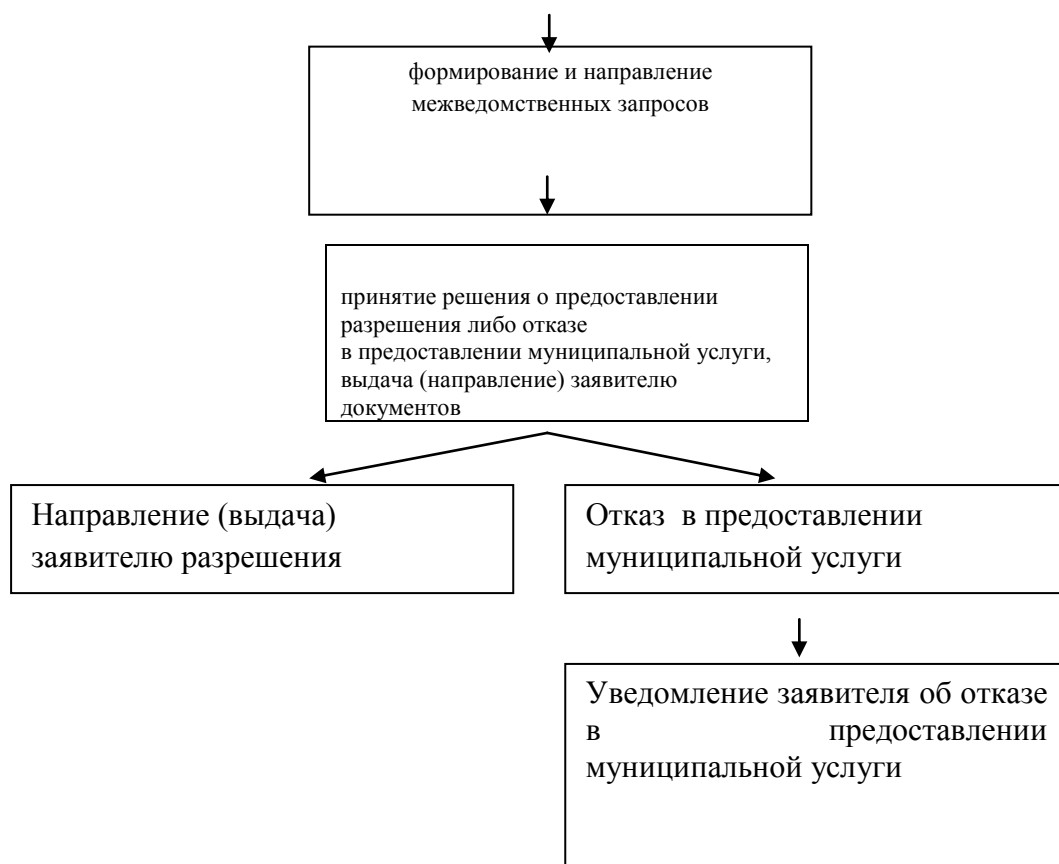 формирование и направление
межведомственных запросов
принятие решения о предоставлении
разрешения либо отказе
в предоставлении муниципальной услуги,
выдача (направление) заявителю
документов
Направление (выдача)
заявителю разрешения
Отказ в предоставлении
муниципальной услуги
Уведомление заявителя об отказе
в предоставлении
муниципальной услуги